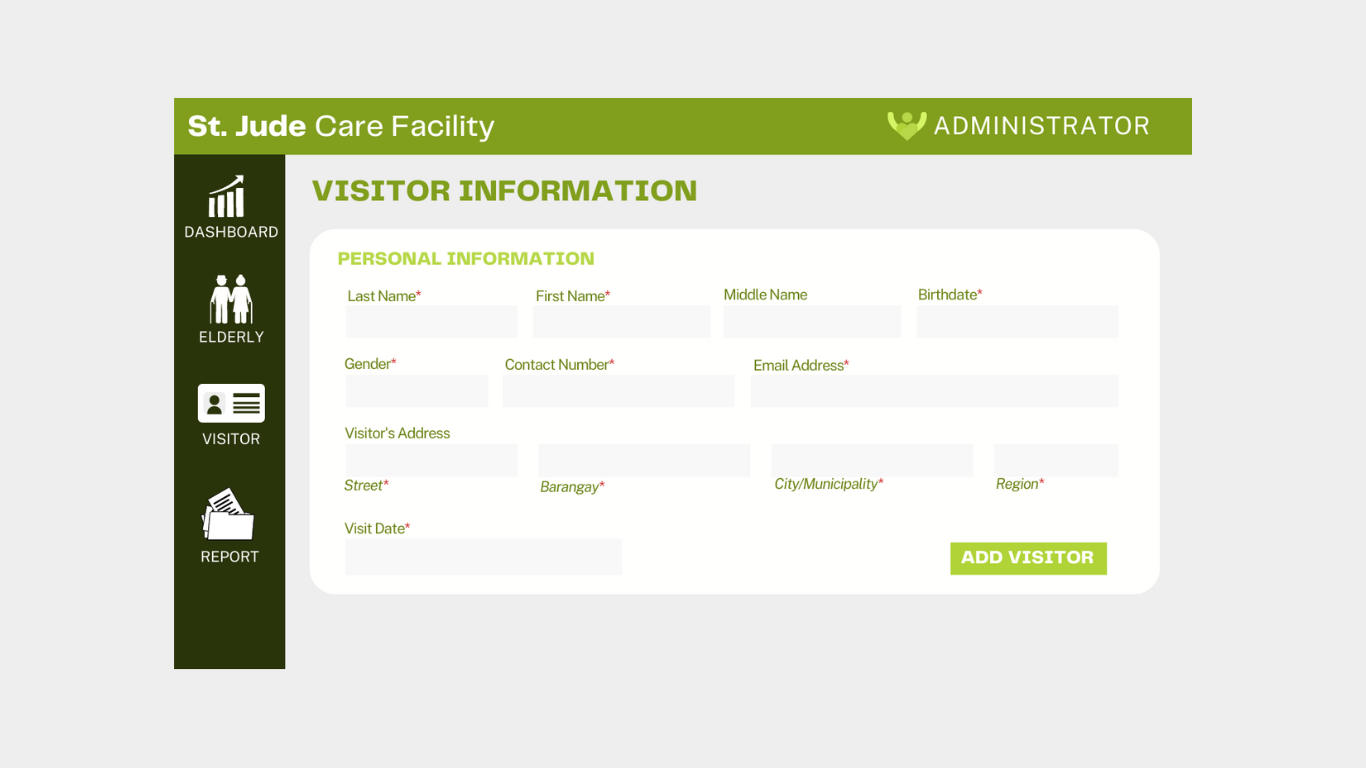 St. Jude Care Facility
ADMINISTRATOR
DASHBOARD
ELDERLY
VISITOR
REPORT
VISITOR INFORMATION
PERSONAL INFORMATION
Last Name* First Name* Middle Name Birthdate*
Gender* Contact Number* Email Address*
Visitor's Address
Street* Barangay* City/Municipality* Region*
Visit Date*
ADD VISITOR